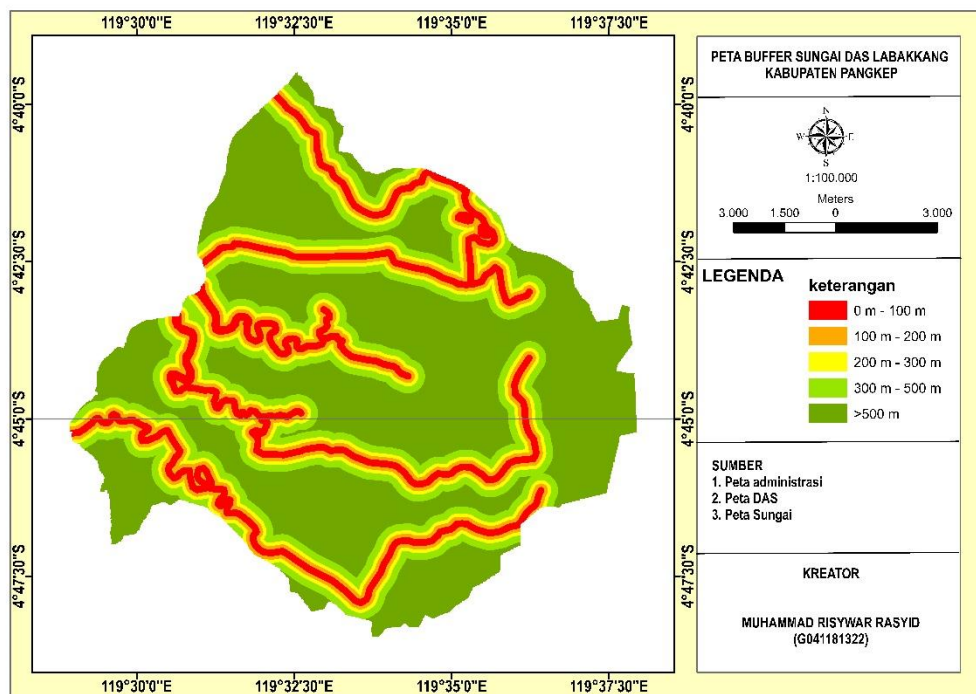 119°30'0"E 119°32'30"E 119°35'0"E 119°37'30"E
4°40'0"S 4°40'0"S
4°42'30"S 4°42'30"S
4°45'0"S 4°45'0"S
4°47'30"S 4°47'30"S
119°30'0"E 119°32'30"E 119°35'0"E 119°37'30"E
PETA BUFFER SUNGAI DAS LABAKKANG
KABUPATEN PANGKEP
N
W E
S
1:100.000
Meters
3.000 1.500 0 3.000
LEGENDA
keterangan
0 m - 100 m
100 m - 200 m
200 m - 300 m
300 m - 500 m
>500 m
SUMBER
1. Peta administrasi
2. Peta DAS
3. Peta Sungai
KREATOR
MUHAMMAD RISYWAR RASYID
(G041181322)